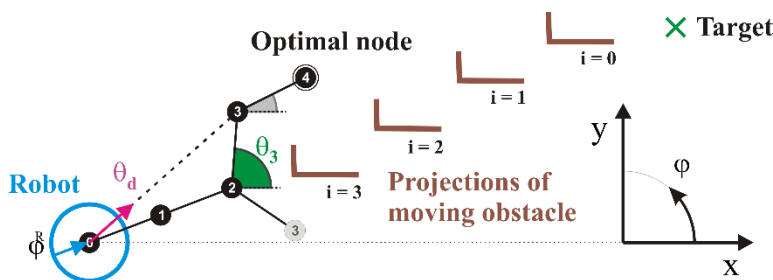 Optimal node
Target
i = 0
i = 1
i = 2
i = 3
4
3
θ3
2
3
1
0
Robot
θd
φR
Projections of
moving obstacle
y
φ
x